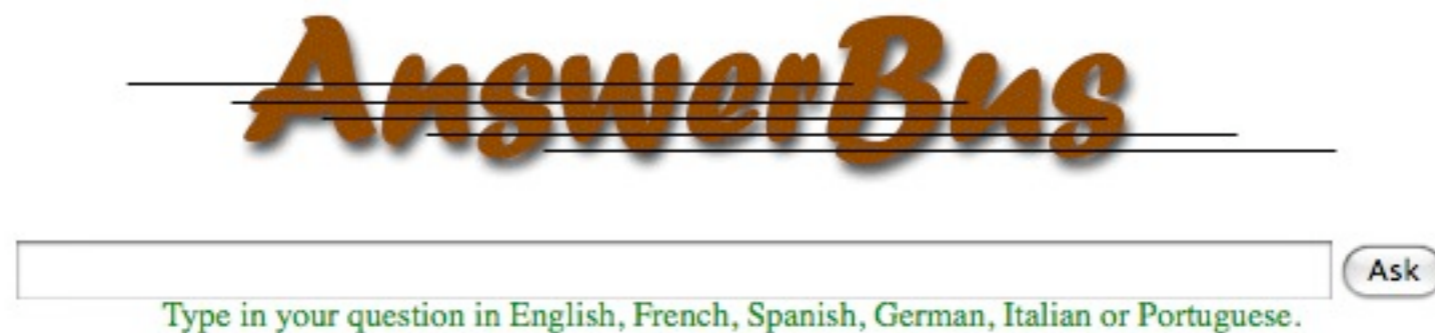 AnswerBus
Ask
Type in your question in English, French, Spanish, German, Italian or Portuguese.